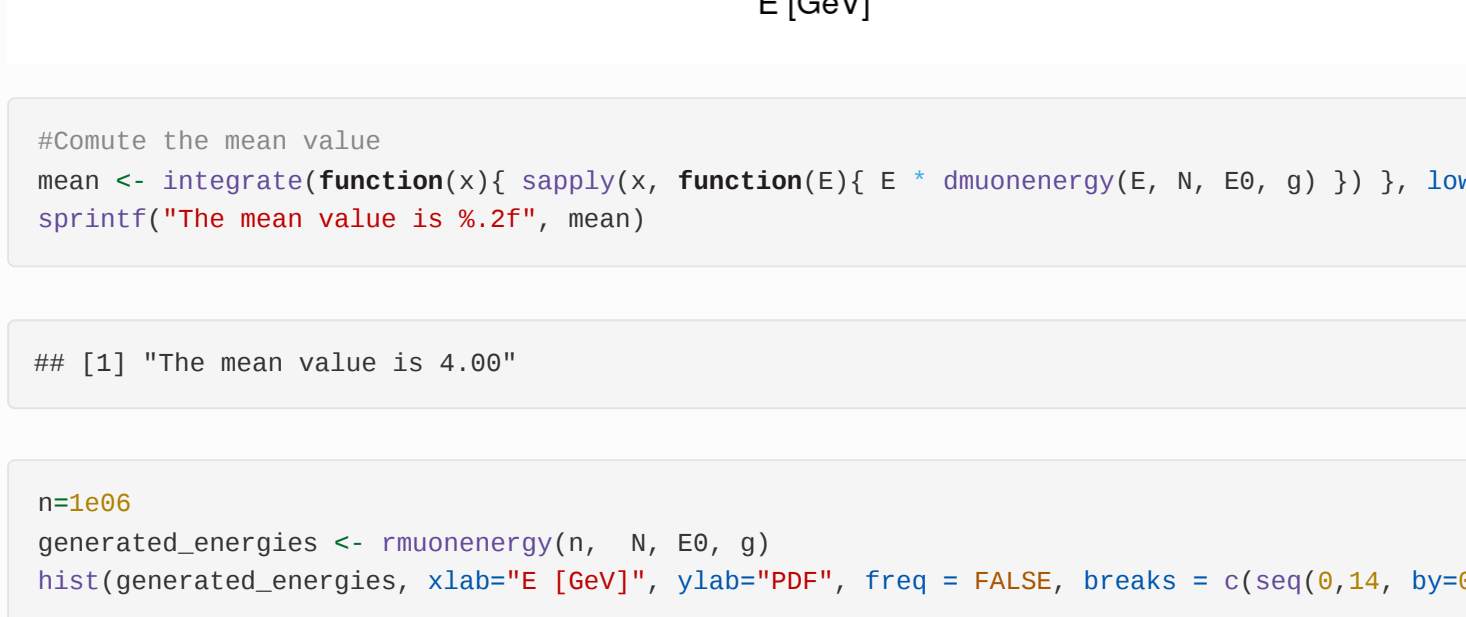 E [GeV]
#Comute the mean value
mean <- integrate(function(x){ sapply(x, function(E){ E * dmuonenergy(E, N, E0, g) }) },
sprintf("The mean value is %.2f", mean)
## [1] "The mean value is 4.00"
n=1e06
generated_energies <- rmuonenergy(n,  N, E0, g)
hist(generated_energies, xlab="E [GeV]", ylab="PDF", freq = FALSE, breaks = c(seq(0,14, by=